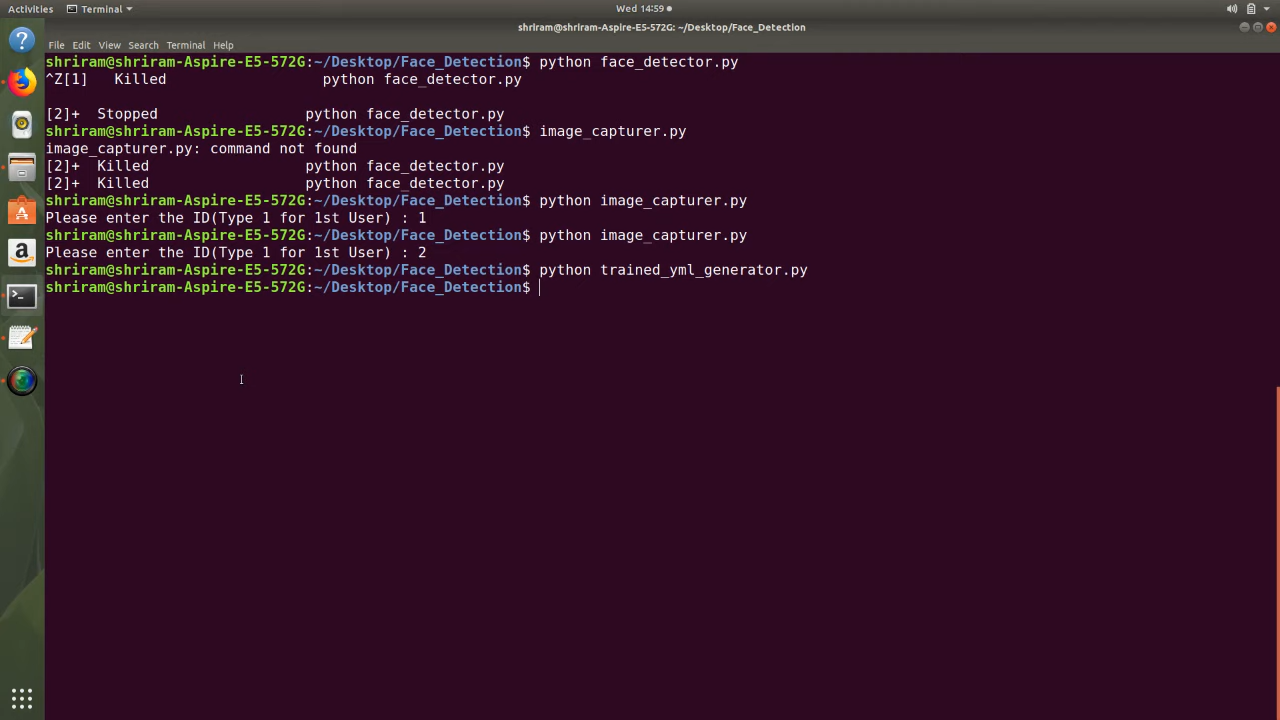 Activities Terminal Wed 14:59
shriram@shriram-Aspire-E5-572G: ~/Desktop/Face_Detection
File Edit View Search Terminal Help
shriram@shriram-Aspire-E5-572G:~/Desktop/Face_Detection$ python face_detector.py
^Z[1]   Killed                  python face_detector.py
[2]+  Stopped                 python face_detector.py
shriram@shriram-Aspire-E5-572G:~/Desktop/Face_Detection$ image_capturer.py
image_capturer.py: command not found
[2]+  Killed                  python face_detector.py
[2]+  Killed                  python face_detector.py
shriram@shriram-Aspire-E5-572G:~/Desktop/Face_Detection$ python image_capturer.py
Please enter the ID(Type 1 for 1st User) : 1
shriram@shriram-Aspire-E5-572G:~/Desktop/Face_Detection$ python image_capturer.py
Please enter the ID(Type 1 for 1st User) : 2
shriram@shriram-Aspire-E5-572G:~/Desktop/Face_Detection$ python trained_yml_generator.py
shriram@shriram-Aspire-E5-572G:~/Desktop/Face_Detection$